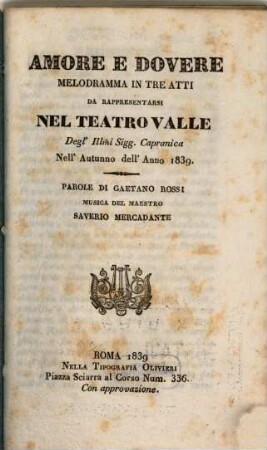 AMORE E DOVERE
MELODRAMMA IN TRE ATTI
DA RAPPRESENTARSI
NEL TEATRO VALLE
Degl' Illm̃i Sigg. Capranica
Nell' Autunno dell' Anno 1839.
PAROLE DI GAETANO ROSSI
MUSICA DEL MAESTRO
SAVERIO MERCADANTE
ROMA 1839
NELLA TIPOGRAFIA OLIVIERI
Piazza Sciarra al Corso Num. 336.
Con approvazione.